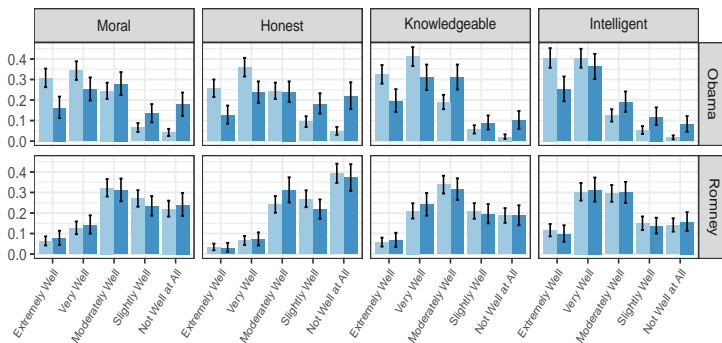 Moral Honest Knowledgeable Intelligent
0.4
0.3
0.2
0.1
0.0
Obama
0.4
0.3
0.2
0.1
0.0
Romney
Extremely Well Very Well Moderately Well Slightly Well Not Well at All
Extremely Well Very Well Moderately Well Slightly Well Not Well at All
Extremely Well Very Well Moderately Well Slightly Well Not Well at All
Extremely Well Very Well Moderately Well Slightly Well Not Well at All